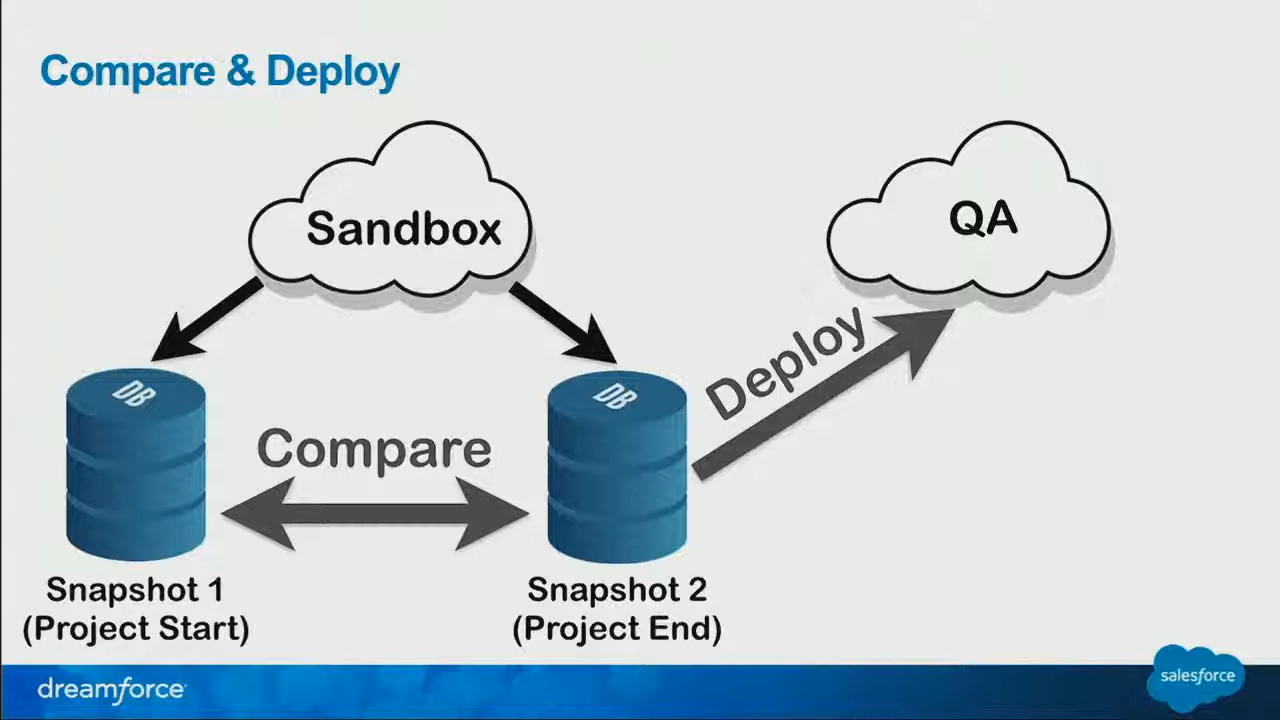 Compare & Deploy
Sandbox
QA
Deploy
DB
DB
Compare
Snapshot 1
(Project Start)
Snapshot 2
(Project End)
dreamforce
salesforce